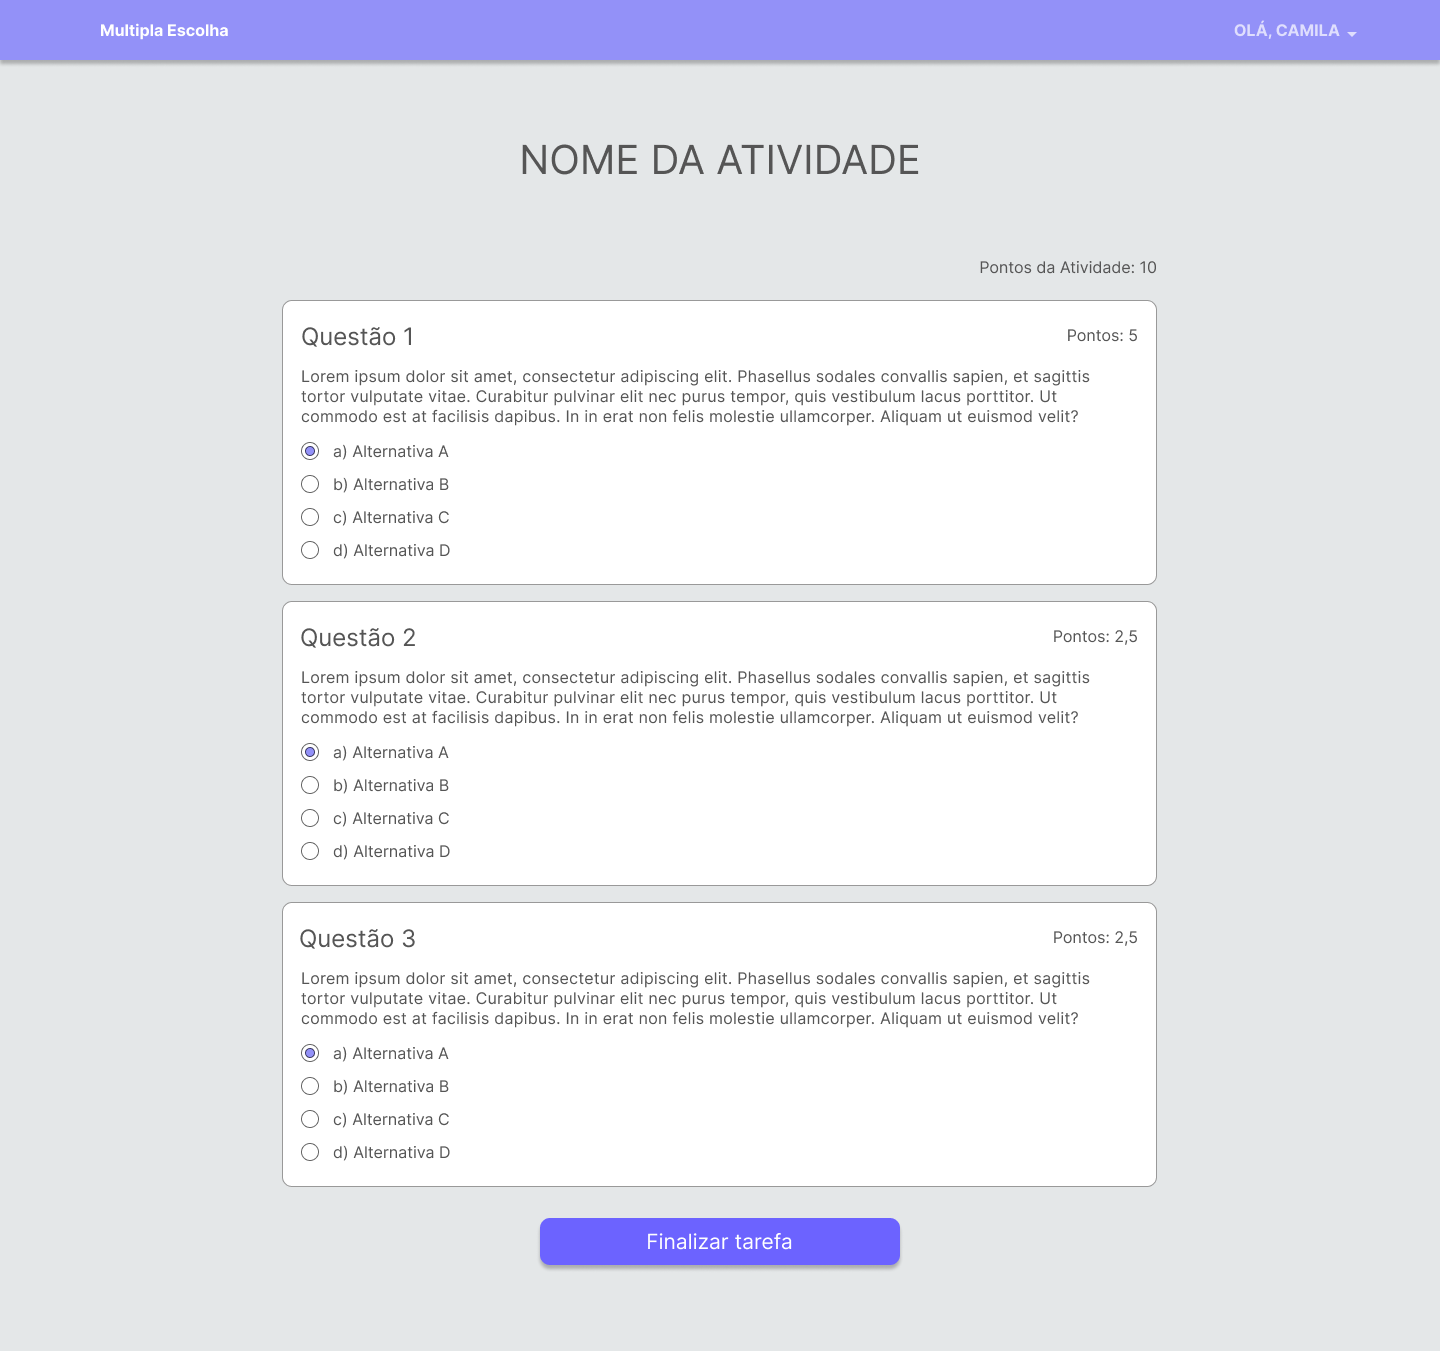 Multipla Escolha
OLÁ, CAMILA
NOME DA ATIVIDADE
Pontos da Atividade: 10
Questão 1
Pontos: 5
Lorem ipsum dolor sit amet, consectetur adipiscing elit. Phasellus sodales convallis sapien, et sagittis
tortor vulputate vitae. Curabitur pulvinar elit nec purus tempor, quis vestibulum lacus porttitor. Ut
commodo est at facilisis dapibus. In in erat non felis molestie ullamcorper. Aliquam ut euismod velit?
a) Alternativa A
b) Alternativa B
c) Alternativa C
d) Alternativa D
Questão 2
Pontos: 2,5
Lorem ipsum dolor sit amet, consectetur adipiscing elit. Phasellus sodales convallis sapien, et sagittis
tortor vulputate vitae. Curabitur pulvinar elit nec purus tempor, quis vestibulum lacus porttitor. Ut
commodo est at facilisis dapibus. In in erat non felis molestie ullamcorper. Aliquam ut euismod velit?
a) Alternativa A
b) Alternativa B
c) Alternativa C
d) Alternativa D
Questão 3
Pontos: 2,5
Lorem ipsum dolor sit amet, consectetur adipiscing elit. Phasellus sodales convallis sapien, et sagittis
tortor vulputate vitae. Curabitur pulvinar elit nec purus tempor, quis vestibulum lacus porttitor. Ut
commodo est at facilisis dapibus. In in erat non felis molestie ullamcorper. Aliquam ut euismod velit?
a) Alternativa A
b) Alternativa B
c) Alternativa C
d) Alternativa D
Finalizar tarefa